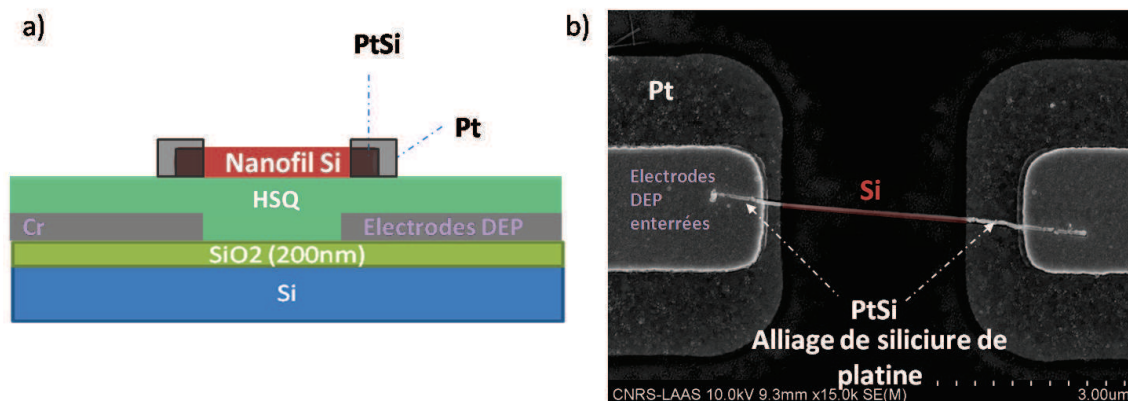 a)
PtSi
Pt
Nanofil Si
HSQ
Cr
Electrodes DEP
SiO2 (200nm)
Si
b)
Pt
Electrodes
DEP
enterrées
Si
PtSi
Alliage de siliciure de
platine
CNRS-LAAS 10.0kV 9.3mm x15.0k SE(M)
3.00um